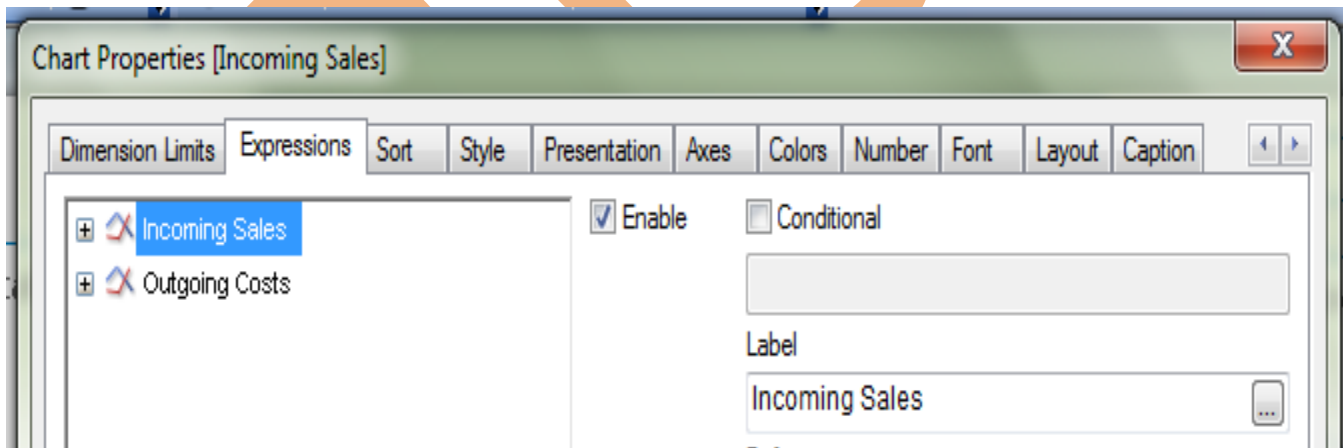 Chart Properties [Incoming Sales]
X
Dimension Limits Expressions Sort Style Presentation Axes Colors Number Font Layout Caption
Incoming Sales
Outgoing Costs
Enable
Conditional
Label
Incoming Sales
...